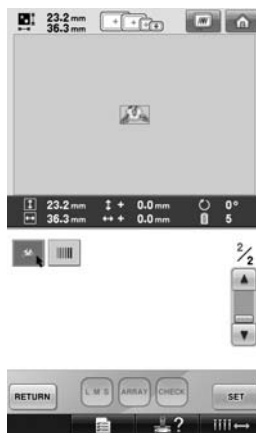 23.2 mm
36.3 mm
23.2 mm + 0.0 mm 0°
36.3 mm + 0.0 mm 5
2/2
RETURN L M S ARRAY CHECK SET
?